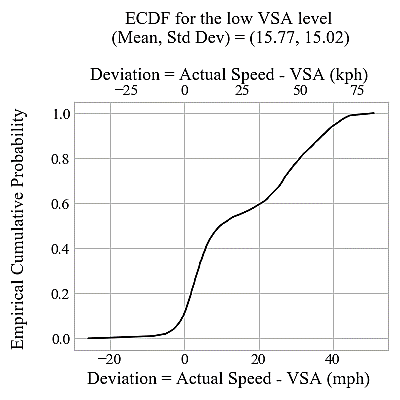 ECDF for the low VSA level
(Mean, Std Dev) = (15.77, 15.02)
Deviation = Actual Speed - VSA (kph)
−25 0 25 50 75
Empirical Cumulative Probability
1.0
0.8
0.6
0.4
0.2
0.0
−20 0 20 40
Deviation = Actual Speed - VSA (mph)